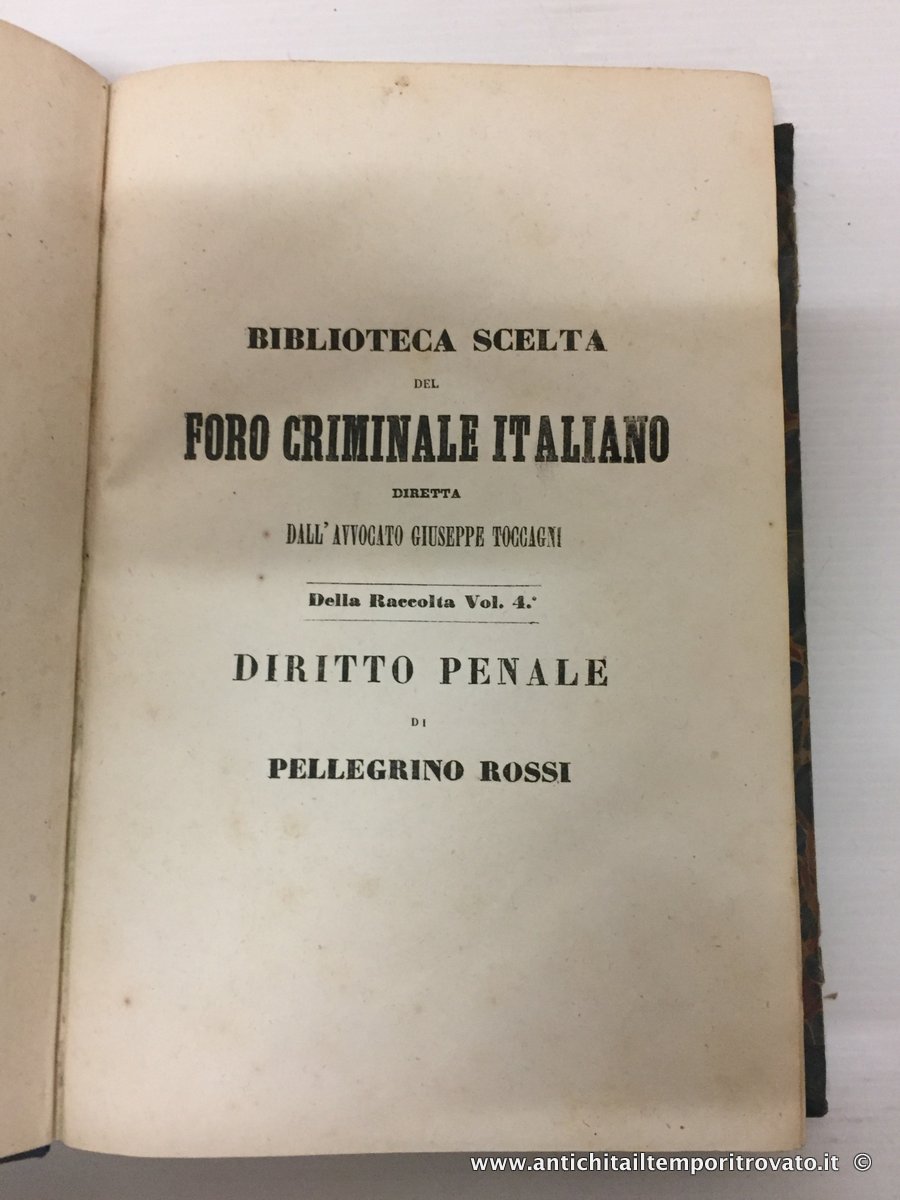 BIBLIOTECA SCELTA
DEL
FORO CRIMINALE ITALIANO
DIRETTA
DALL'AVVOCATO GIUSEPPE TOCCAGNI
Della Raccolta Vol. 4.°
DIRITTO PENALE
DI
PELLEGRINO ROSSI
www.antichitailtemporitrovato.it ©